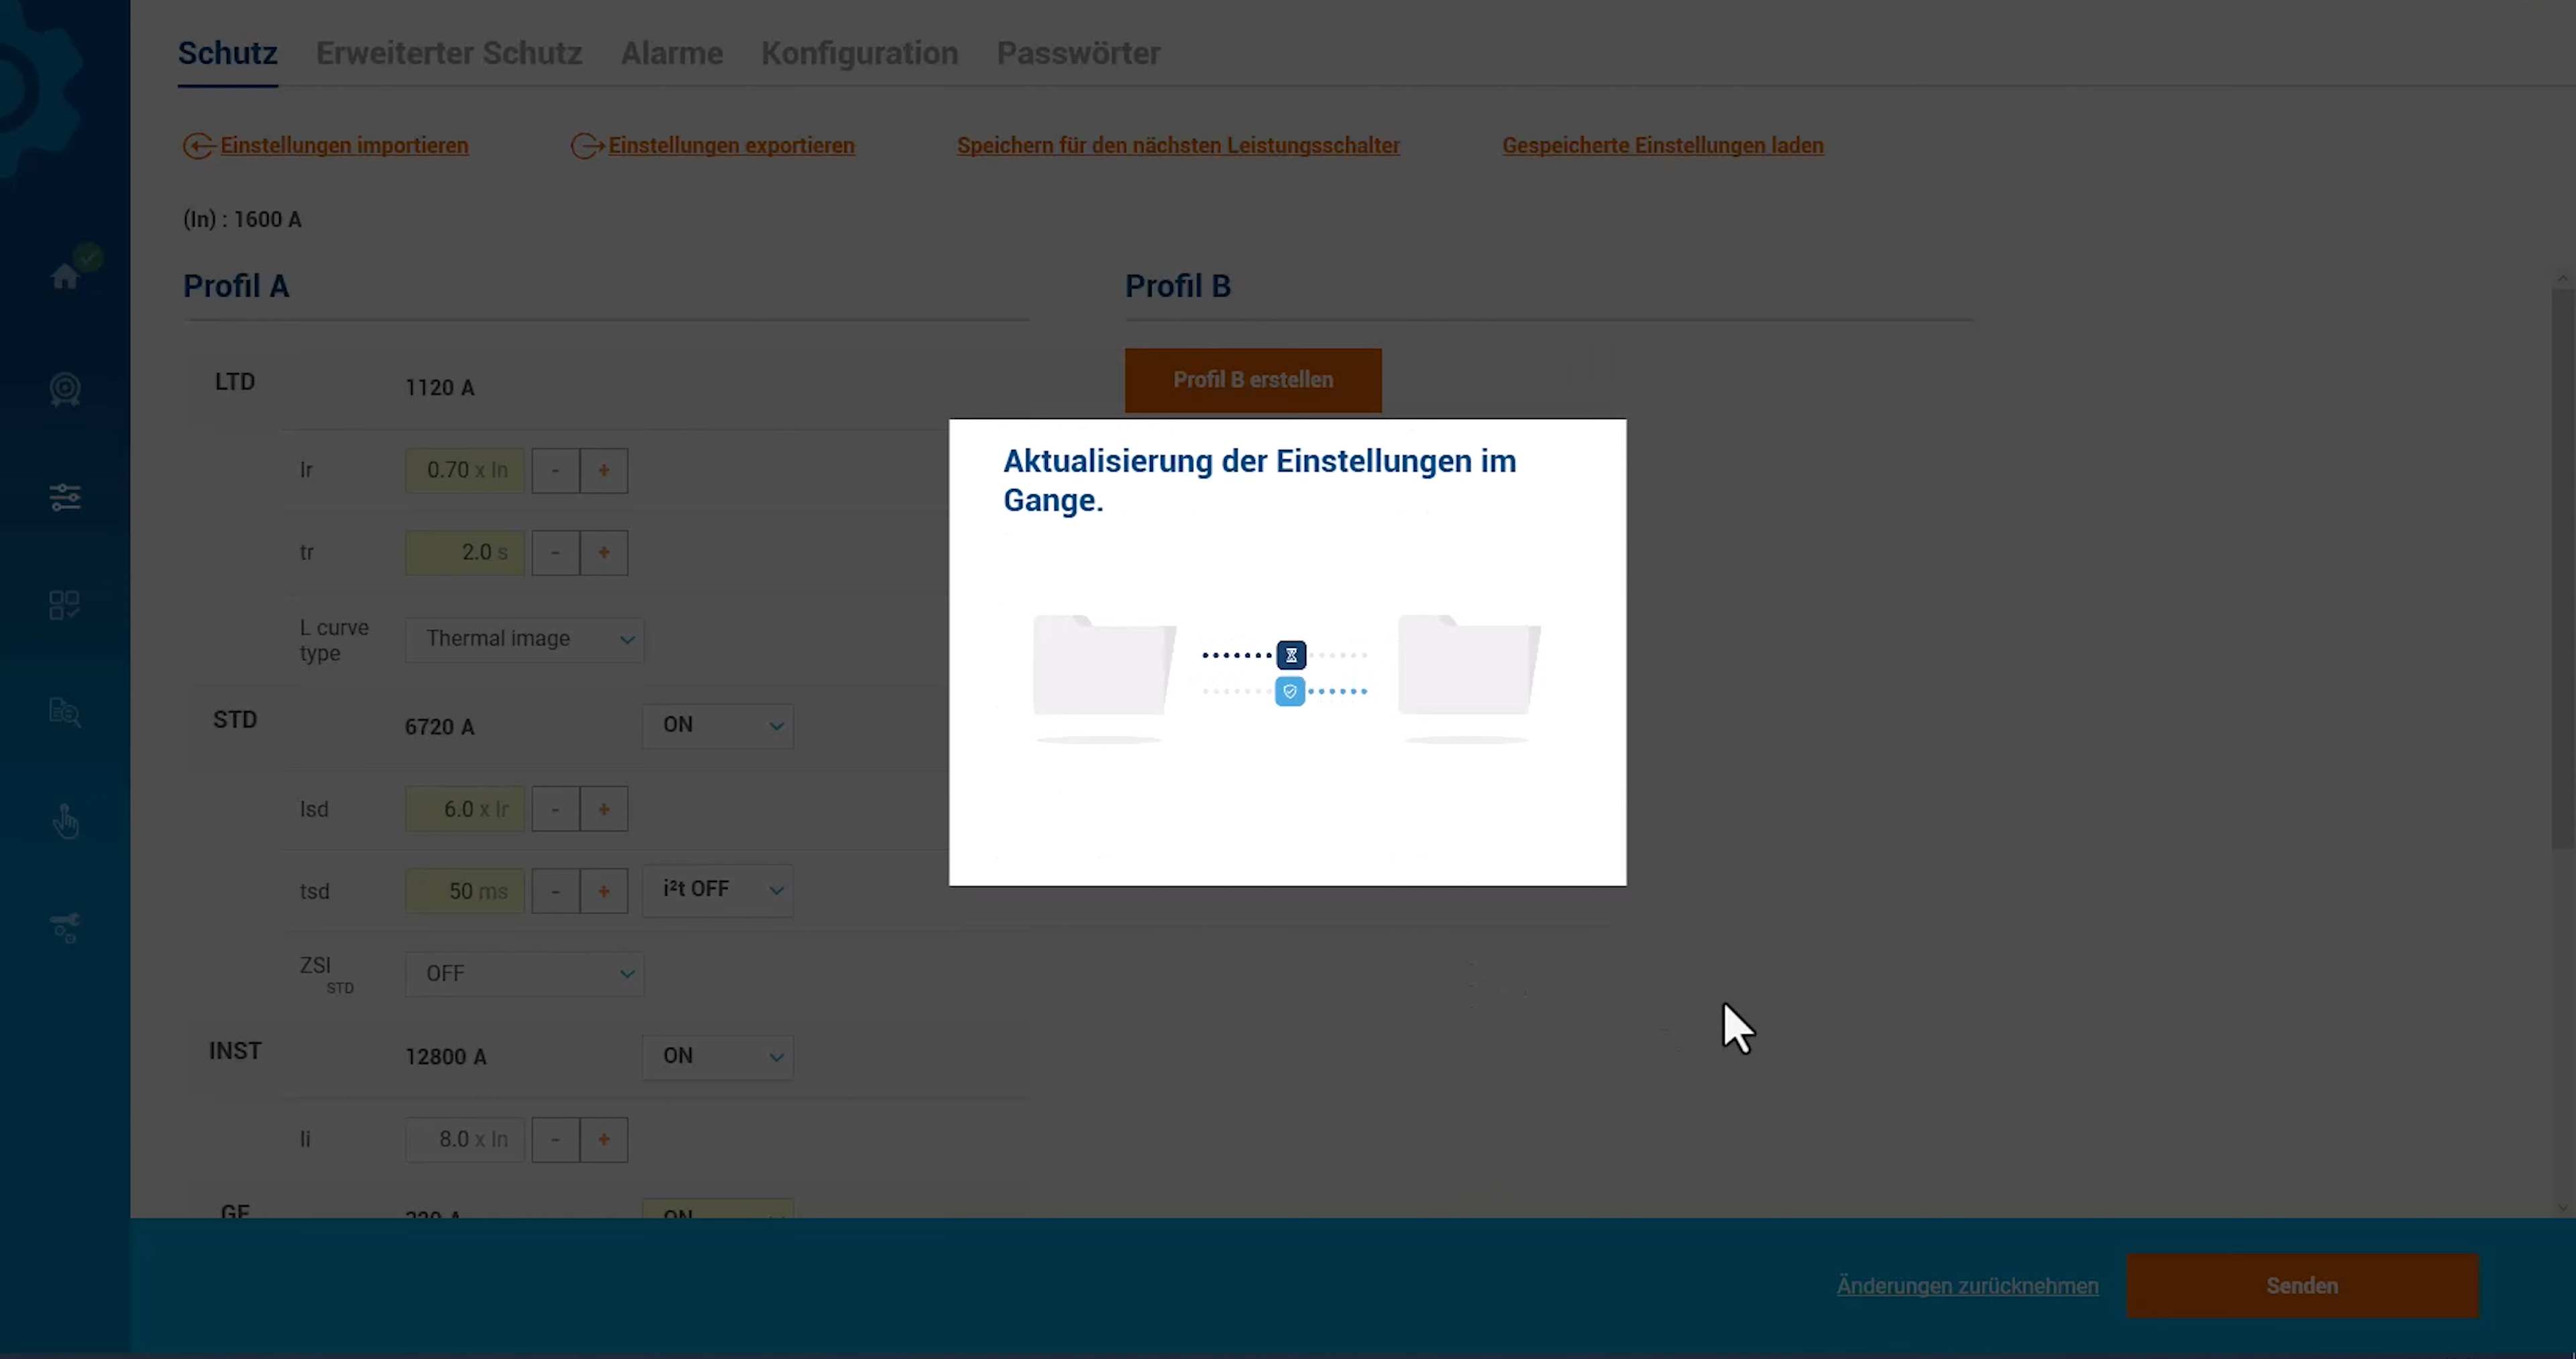 Schutz Erweiterter Schutz Alarme Konfiguration Passwörter
Einstellungen importieren Einstellungen exportieren Speichern für den nächsten Leistungsschalter Gespeicherte Einstellungen laden
(In) : 1600 A
Profil A Profil B
LTD 1120 A Profil B erstellen
Ir 0.70 x In - +
Aktualisierung der Einstellungen im
Gange.
tr 2.0 s - +
L curve
type Thermal image
STD 6720 A ON
Isd 6.0 x Ir - +
tsd 50 ms - + i²t OFF
ZSI OFF
STD
INST 12800 A ON
Ii 8.0 x In - +
GF 320 A ON
Änderungen zurücknehmen Senden